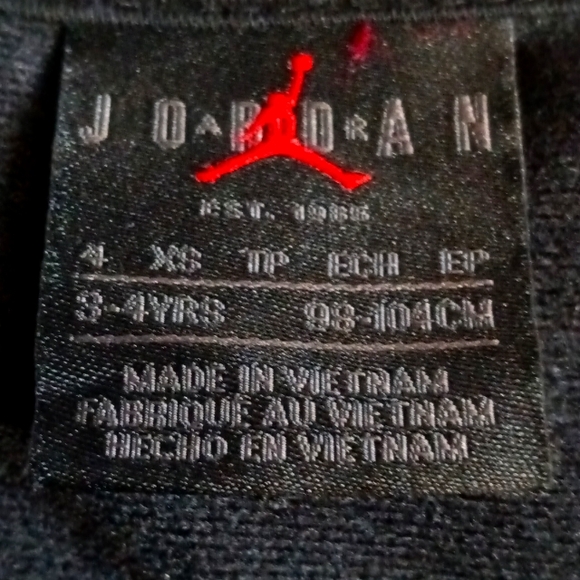 JORDAN
AIR
EST. 1985
4 XS TP ECH EP
3-4YRS 98-104CM
MADE IN VIETNAM
FABRIQUÉ AU VIETNAM
HECHO EN VIETNAM